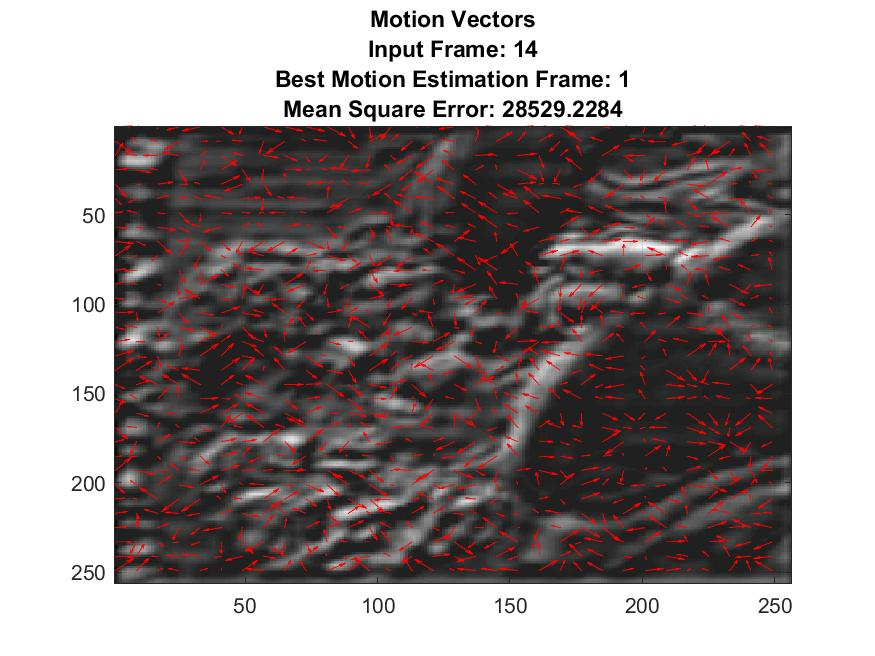 Motion Vectors
Input Frame: 14
Best Motion Estimation Frame: 1
Mean Square Error: 28529.2284
50
100
150
200
250
50
100
150
200
250